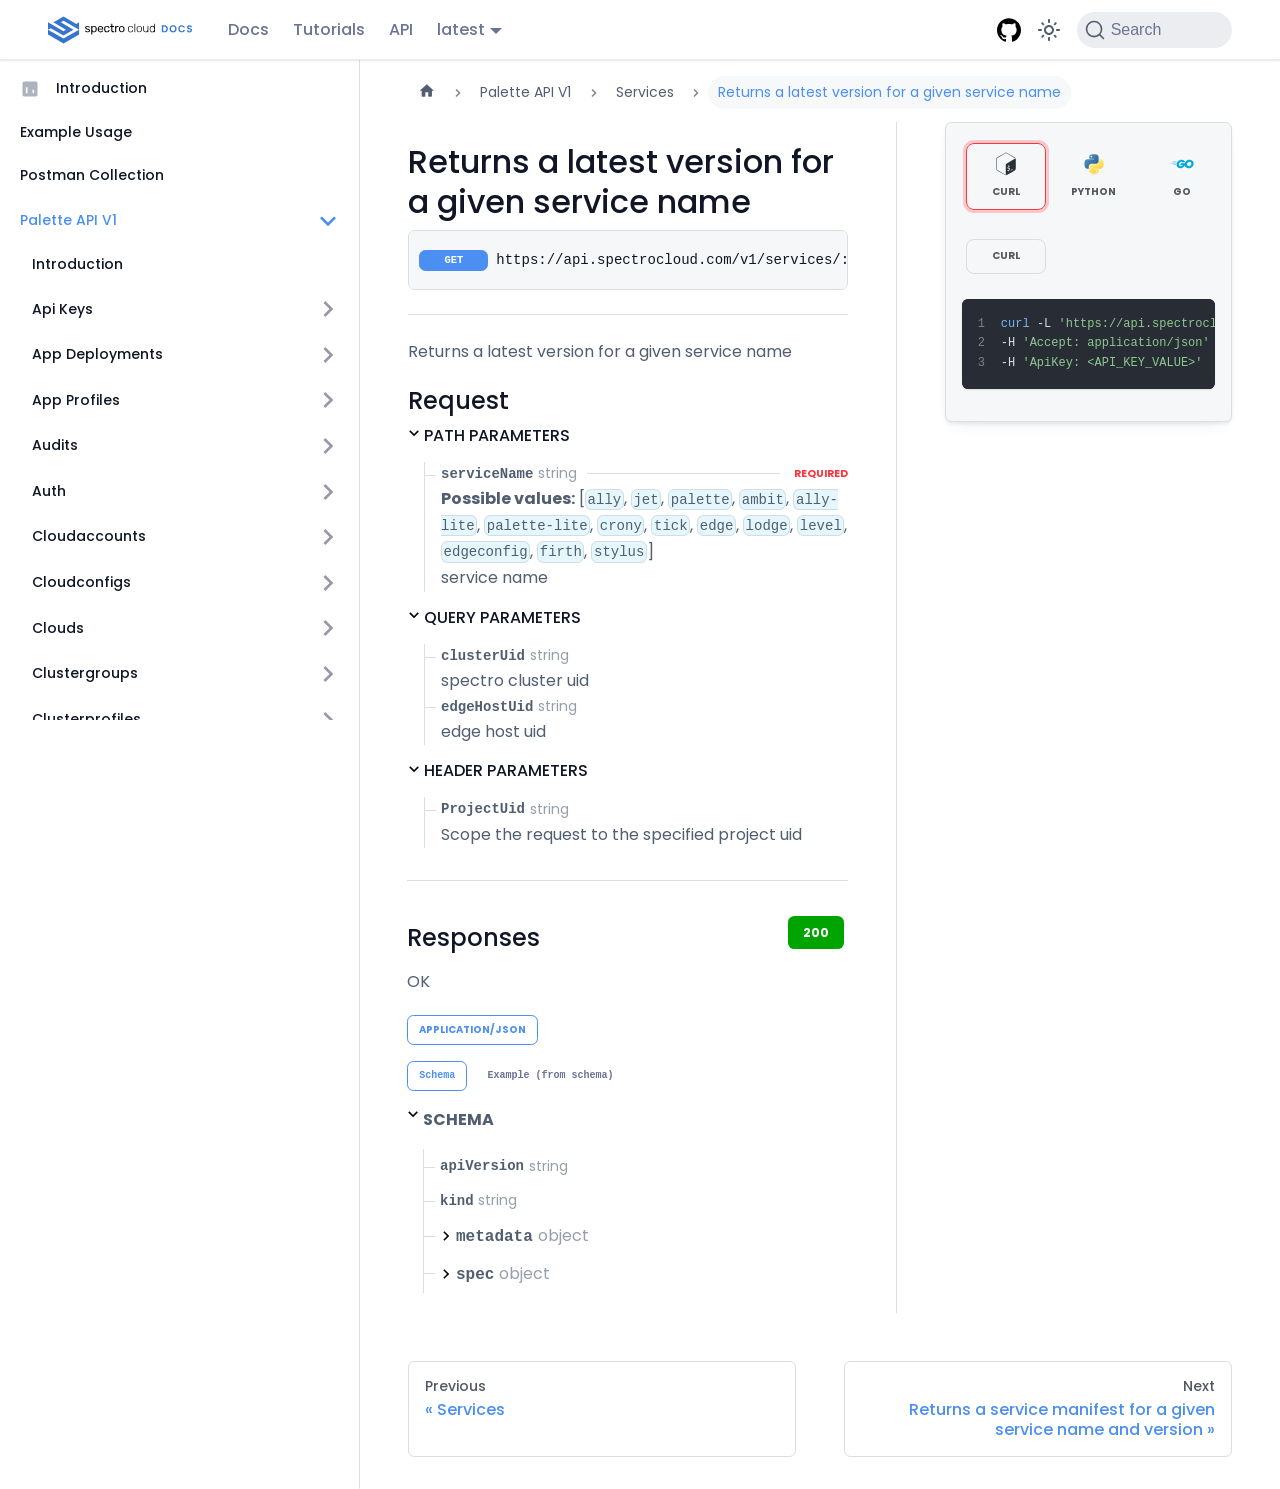 spectro cloud DOCS
Docs
Tutorials
API
latest
Search
Introduction
Example Usage
Postman Collection
Palette API V1
Introduction
Api Keys
App Deployments
App Profiles
Audits
Auth
Cloudaccounts
Cloudconfigs
Clouds
Clustergroups
Clusterprofiles
Palette API V1
Services
Returns a latest version for a given service name
Returns a latest version for
a given service name
GET https://api.spectrocloud.com/v1/services/:
Returns a latest version for a given service name
Request
PATH PARAMETERS
serviceName string REQUIRED
Possible values: [ally, jet, palette, ambit, ally-
lite, palette-lite, crony, tick, edge, lodge, level,
edgeconfig, firth, stylus]
service name
QUERY PARAMETERS
clusterUid string
spectro cluster uid
edgeHostUid string
edge host uid
HEADER PARAMETERS
ProjectUid string
Scope the request to the specified project uid
Responses
200
OK
APPLICATION/JSON
Schema
Example (from schema)
SCHEMA
apiVersion string
kind string
metadata object
spec object
CURL
PYTHON
GO
CURL
1 curl -L 'https://api.spectrocl
2 -H 'Accept: application/json'
3 -H 'ApiKey: <API_KEY_VALUE>'
Previous
« Services
Next
Returns a service manifest for a given
service name and version »